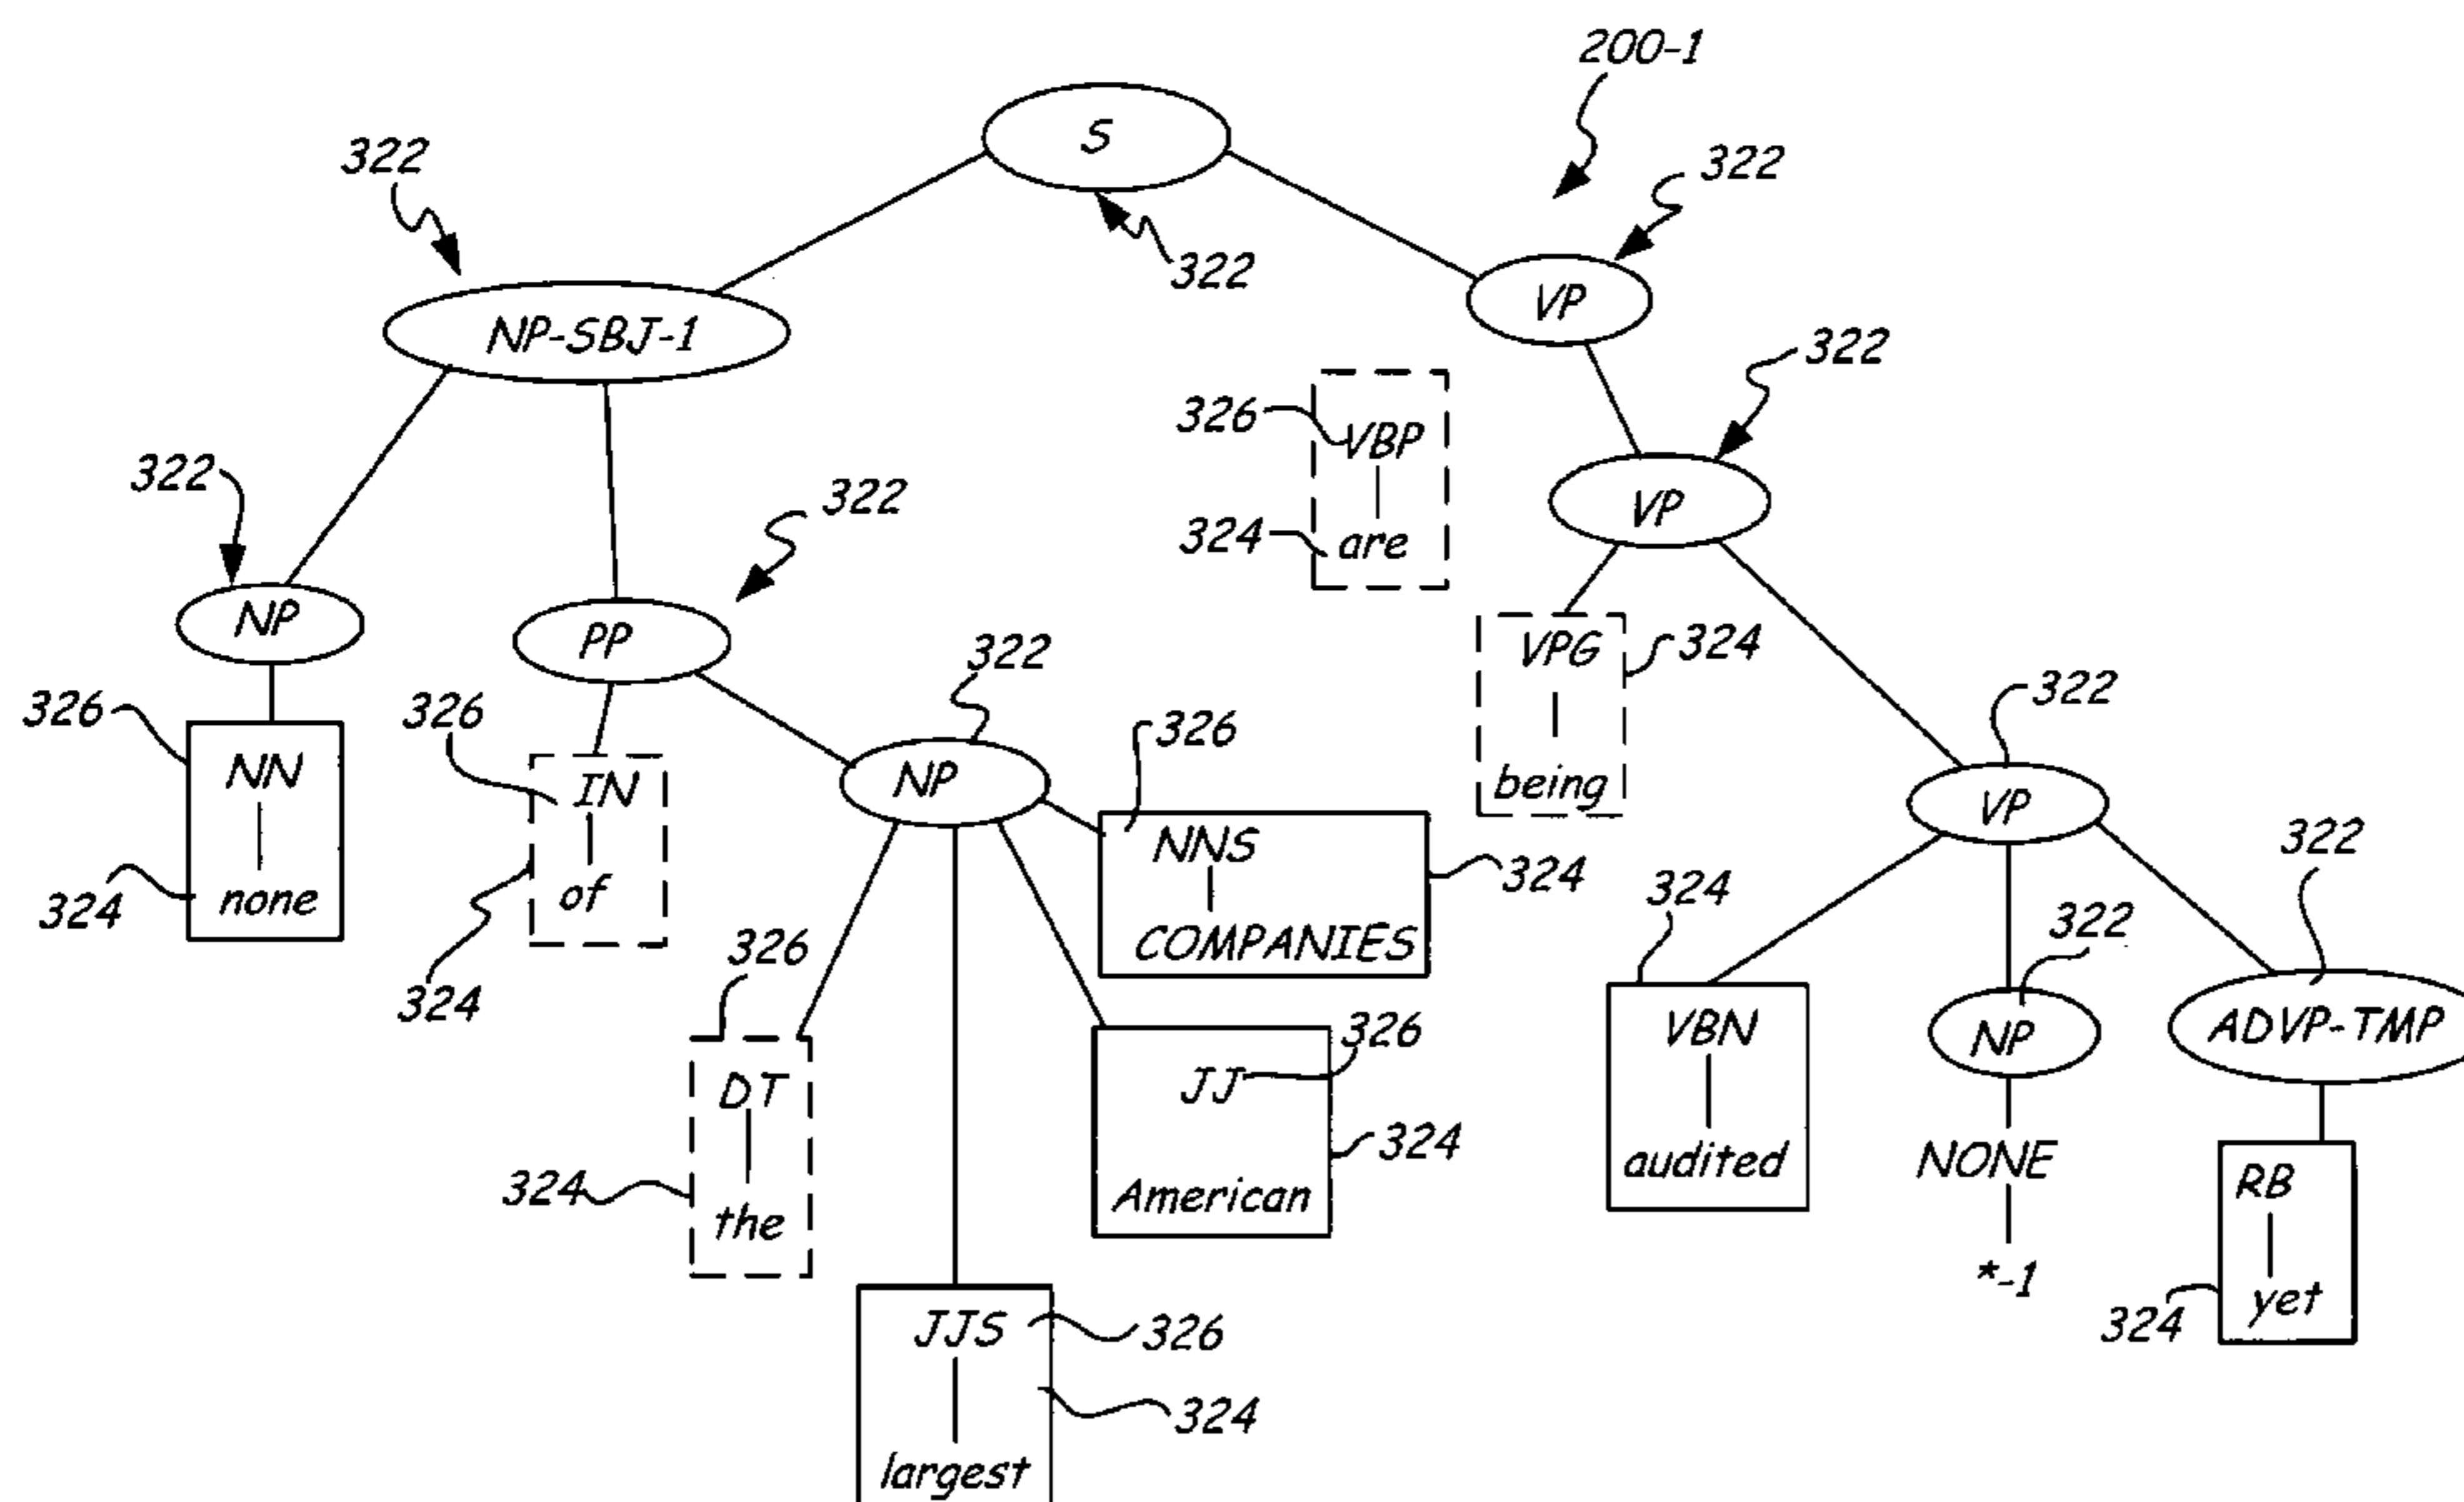 200-1
S
322
322
322
NP-SBJ-1
VP
322
322
326
VBP
322
VP
324
are
322
NP
PP
VPG
324
322
322
326
326
326
NN
IN
NP
being
VP
NNS
322
324
324
none
of
COMPANIES
324
322
326
324
VBN
NP
ADVP-TMP
DT
JJ
326
324
audited
NONE
RB
324
the
American
*-1
yet
JJS
326
324
324
largest